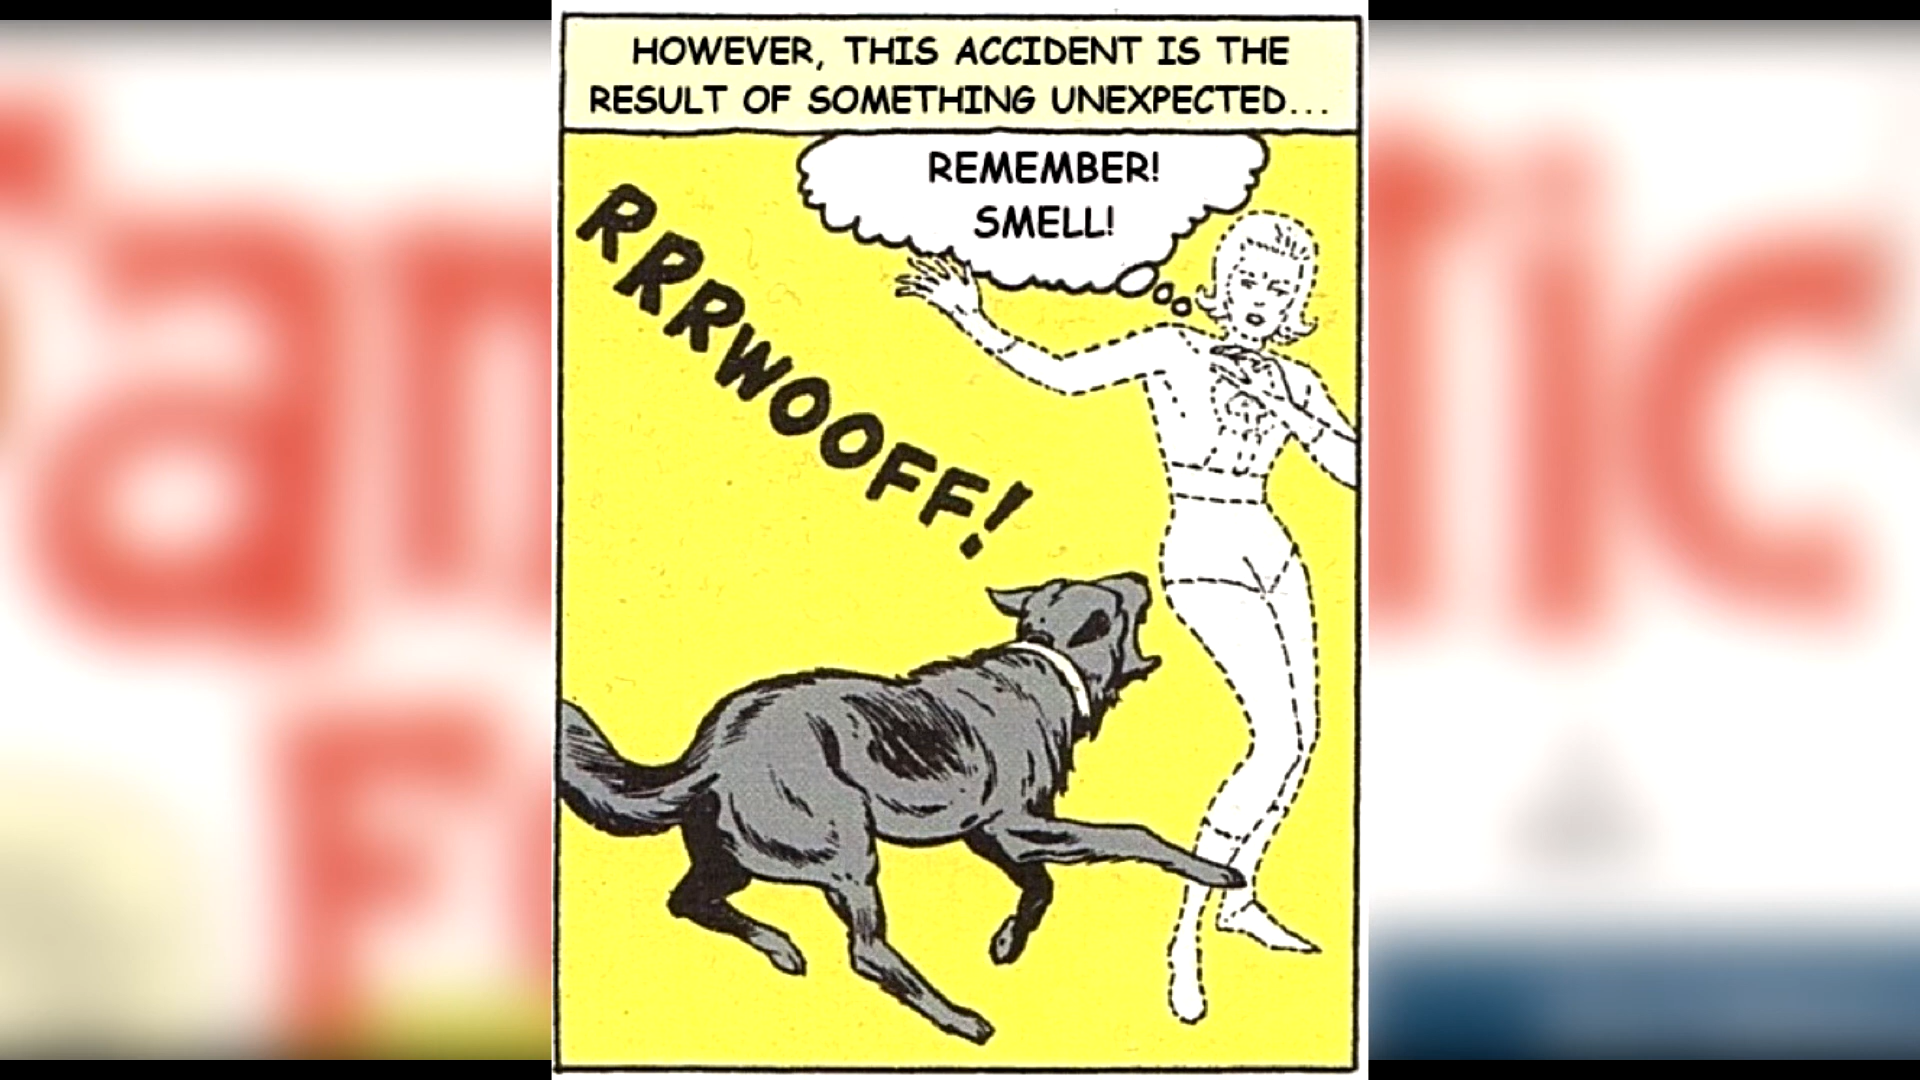 HOWEVER, THIS ACCIDENT IS THE
RESULT OF SOMETHING UNEXPECTED...
REMEMBER!
SMELL!
RRRWOOFF!